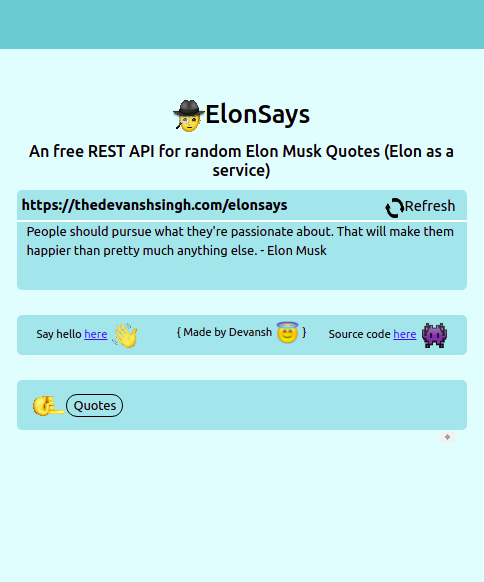 ElonSays
An free REST API for random Elon Musk Quotes (Elon as a
service)
https://thedevanshsingh.com/elonsays Refresh
People should pursue what they're passionate about. That will make them
happier than pretty much anything else. - Elon Musk
Say hello here { Made by Devansh } Source code here
Quotes